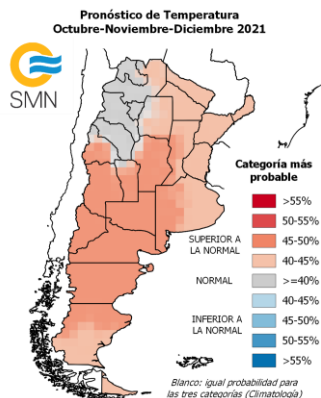 Pronóstico de Temperatura
Octubre-Noviembre-Diciembre 2021
SMN
Categoría más
probable
>55%
50-55%
SUPERIOR A
LA NORMAL
45-50%
40-45%
NORMAL
>=40%
40-45%
INFERIOR A
LA NORMAL
45-50%
50-55%
>55%
Blanco: igual probabilidad para
las tres categorías (Climatología)